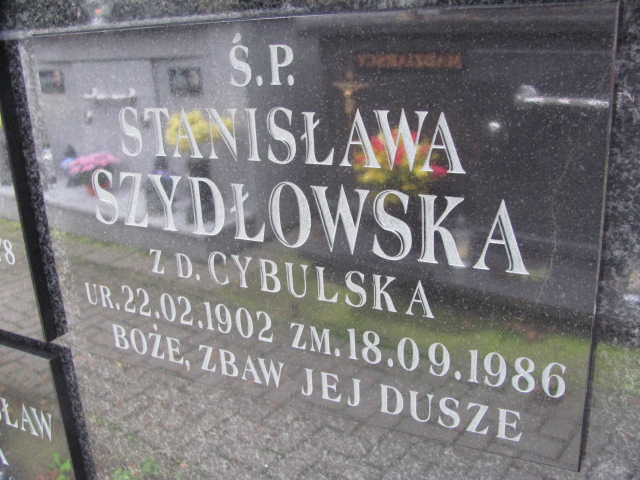 Ś.P.
STANISŁAWA
SZYDŁOWSKA
Z D. CYBULSKA
UR. 22.02.1902 ZM. 18.09.1986
BOŻE, ZBAW JEJ DUSZE